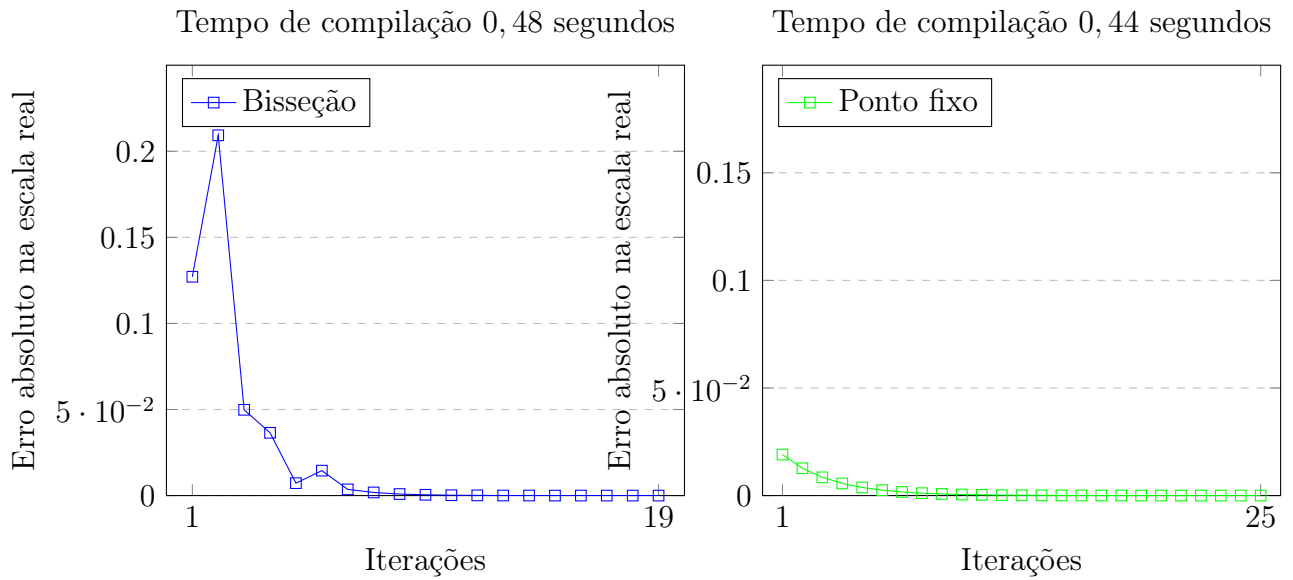 Tempo de compilação 0, 48 segundos
Erro absoluto na escala real
Bisseção
0.2
0.15
0.1
5 · 10⁻²
0
1
19
Iterações
Tempo de compilação 0, 44 segundos
Erro absoluto na escala real
Ponto fixo
0.15
0.1
5 · 10⁻²
0
1
25
Iterações